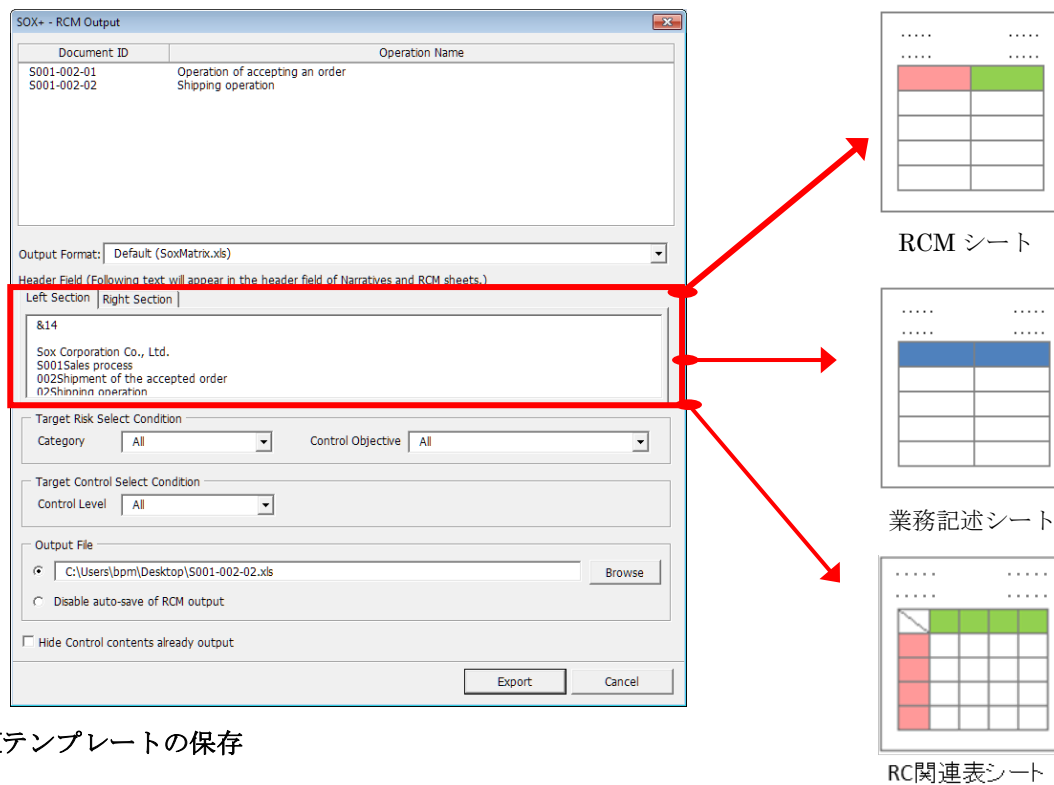 SOX+ - RCM Output
Document ID Operation Name
S001-002-01 Operation of accepting an order
S001-002-02 Shipping operation
Output Format: Default (SoxMatrix.xls)
Header Field (Following text will appear in the header field of Narratives and RCM sheets.)
Left Section Right Section
&14
Sox Corporation Co., Ltd.
S001Sales process
002Shipment of the accepted order
02Shipping operation
Target Risk Select Condition
Category All Control Objective All
Target Control Select Condition
Control Level All
Output File
C:\Users\bpm\Desktop\S001-002-02.xls Browse
Disable auto-save of RCM output
Hide Control contents already output
Export Cancel
テンプレートの保存
..... .....
..... .....
RCM シート
..... .....
..... .....
業務記述シート
..... .....
..... .....
RC関連表シート